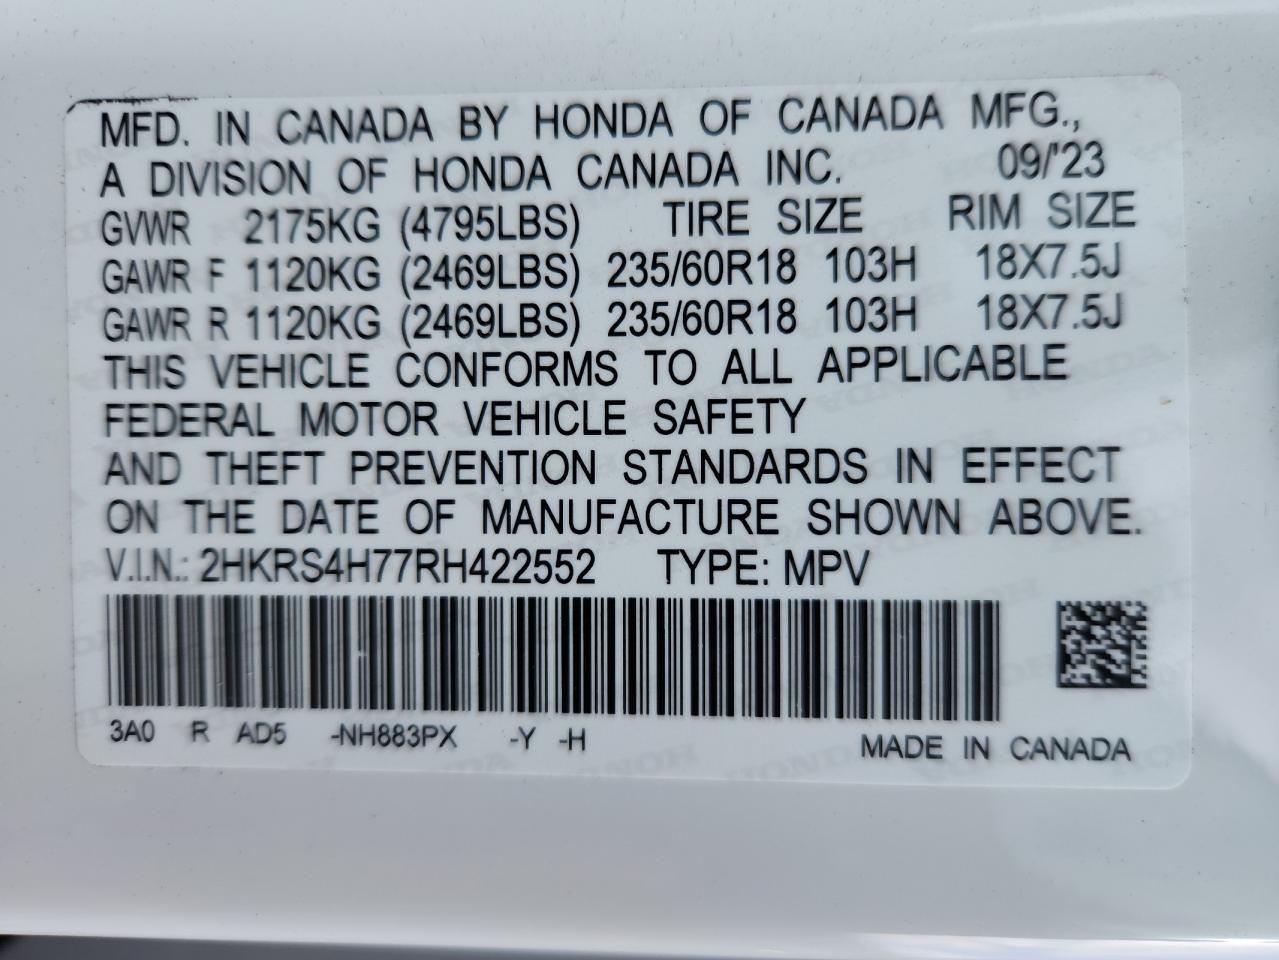 MFD. IN CANADA BY HONDA OF CANADA MFG.,
A DIVISION OF HONDA CANADA INC. 09/'23
GVWR 2175KG (4795LBS) TIRE SIZE RIM SIZE
GAWR F 1120KG (2469LBS) 235/60R18 103H 18X7.5J
GAWR R 1120KG (2469LBS) 235/60R18 103H 18X7.5J
THIS VEHICLE CONFORMS TO ALL APPLICABLE
FEDERAL MOTOR VEHICLE SAFETY
AND THEFT PREVENTION STANDARDS IN EFFECT
ON THE DATE OF MANUFACTURE SHOWN ABOVE.
V.I.N.: 2HKRS4H77RH422552 TYPE: MPV
3A0 R AD5 -NH883PX -Y -H
MADE IN CANADA